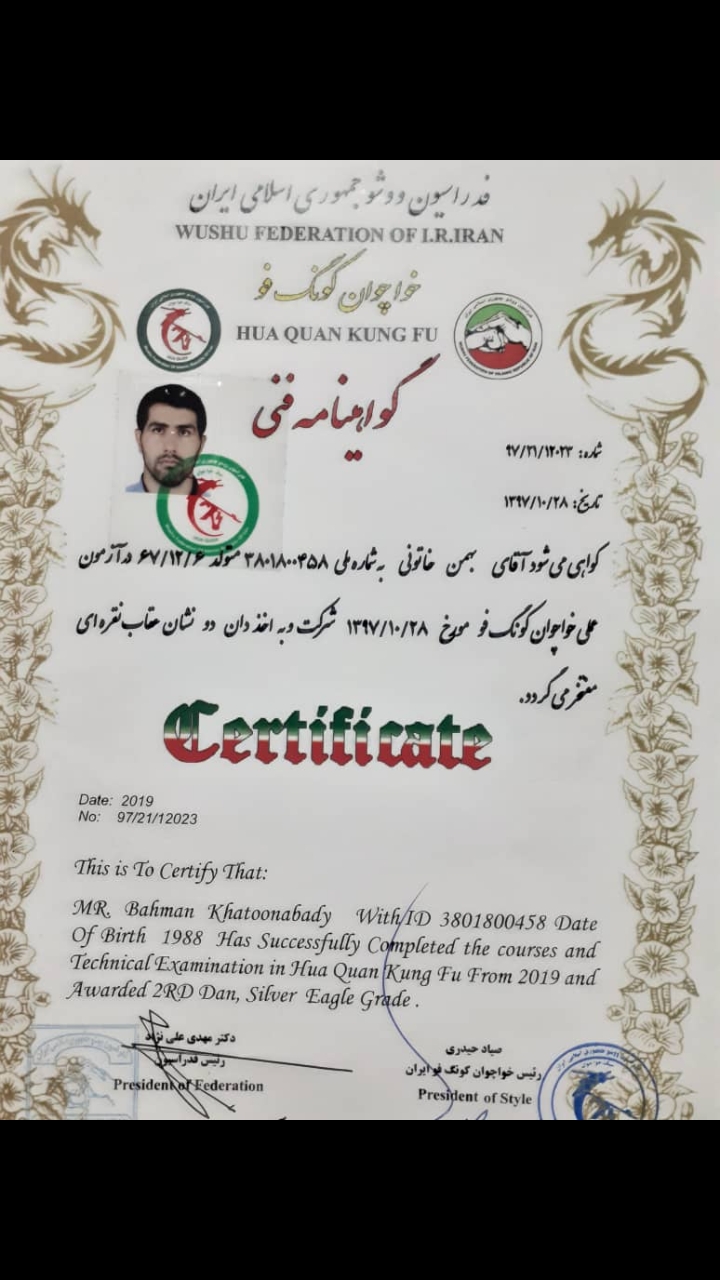 فدراسیون ووشو جمهوری اسلامی ایران
WUSHU FEDERATION OF I.R.IRAN
خواچوان کونگ فو
HUA QUAN KUNG FU
گواهینامه فنی
شماره: ۹۷/۲۱/۱۲۰۲۳
تاریخ: ۱۳۹۷/۱۰/۲۸
گواهی می شود آقای بهمن خاتونی به شماره ملی ۳۸۰۱۸۰۰۴۵۸ متولد ۶۷/۱۲/۶ در آزمون
ملی خواچوان کونگ فو مورخ ۱۳۹۷/۱۰/۲۸ شرکت و به اخذ دان دو نشان عقاب نقره ای
مفتخر می گردد.
Certificate
Date: 2019
No: 97/21/12023
This is To Certify That:
MR. Bahman Khatoonabady With ID 3801800458 Date
Of Birth 1988 Has Successfully Completed the courses and
Technical Examination in Hua Quan Kung Fu From 2019 and
Awarded 2RD Dan, Silver Eagle Grade .
دکتر مهدی علی نژاد
رئیس فدراسیون
President of Federation
صیاد حیدری
رئیس خواچوان کونگ فو ایران
President of Style